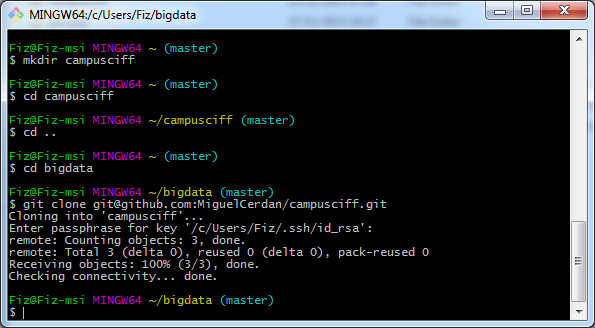 MINGW64:/c/Users/Fiz/bigdata
Fiz@Fiz-msi MINGW64 ~ (master)
$ mkdir campusciff
Fiz@Fiz-msi MINGW64 ~ (master)
$ cd campusciff
Fiz@Fiz-msi MINGW64 ~/campusciff (master)
$ cd ..
Fiz@Fiz-msi MINGW64 ~ (master)
$ cd bigdata
Fiz@Fiz-msi MINGW64 ~/bigdata (master)
$ git clone git@github.com:MiguelCerdan/campusciff.git
Cloning into 'campusciff'...
Enter passphrase for key '/c/Users/Fiz/.ssh/id_rsa':
remote: Counting objects: 3, done.
remote: Total 3 (delta 0), reused 0 (delta 0), pack-reused 0
Receiving objects: 100% (3/3), done.
Checking connectivity... done.
Fiz@Fiz-msi MINGW64 ~/bigdata (master)
$